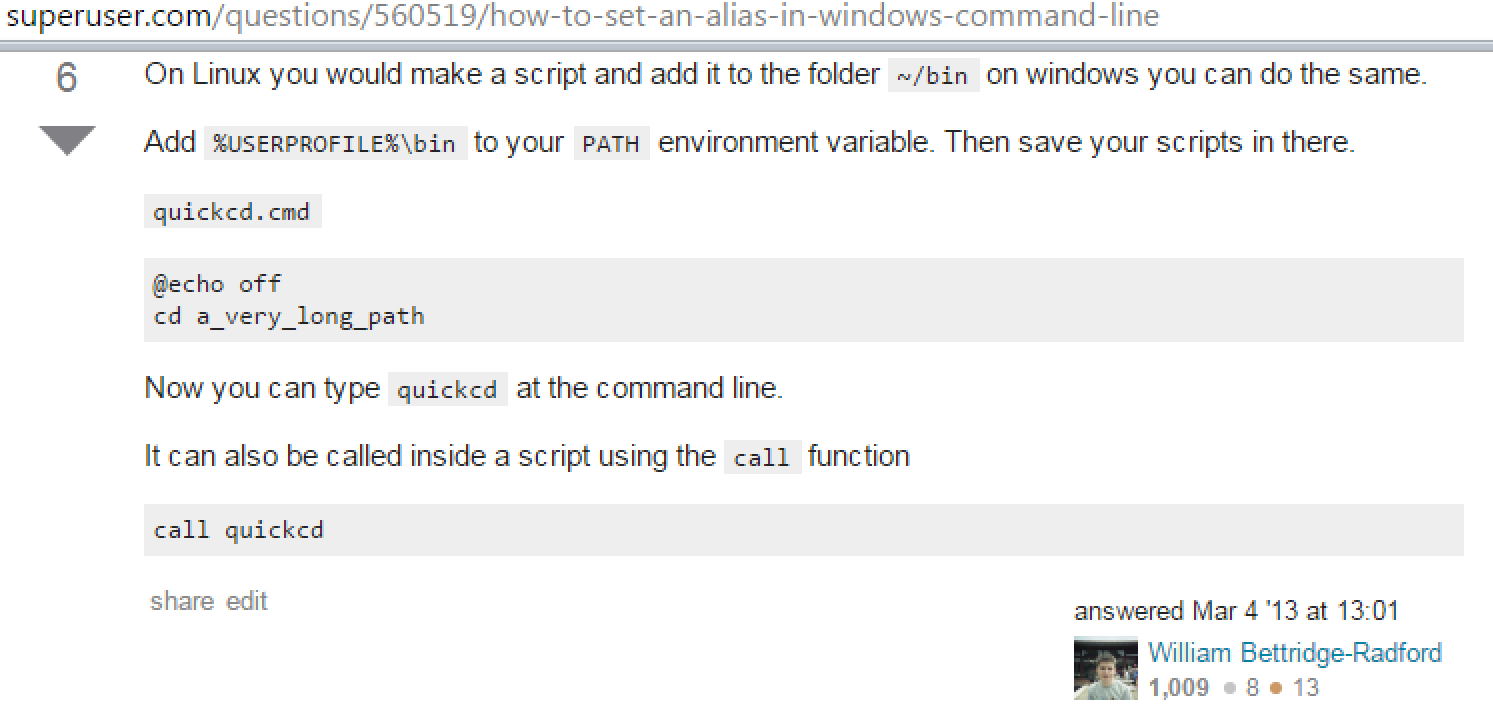 superuser.com/questions/560519/how-to-set-an-alias-in-windows-command-line
6
On Linux you would make a script and add it to the folder ~/bin on windows you can do the same.
Add %USERPROFILE%\bin to your PATH environment variable. Then save your scripts in there.
quickcd.cmd
@echo off
cd a_very_long_path
Now you can type quickcd at the command line.
It can also be called inside a script using the call function
call quickcd
share edit
answered Mar 4 '13 at 13:01
William Bettridge-Radford
1,009 ● 8 ● 13